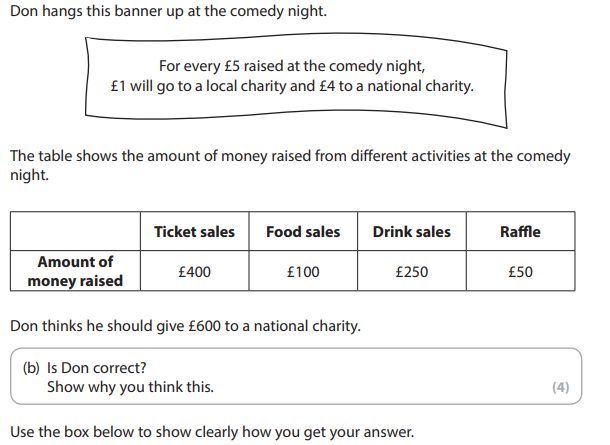 Don hangs this banner up at the comedy night.
For every £5 raised at the comedy night,
£1 will go to a local charity and £4 to a national charity.
The table shows the amount of money raised from different activities at the comedy
night.
Ticket sales Food sales Drink sales Raffle
Amount of
money raised £400 £100 £250 £50
Don thinks he should give £600 to a national charity.
(b) Is Don correct?
Show why you think this. (4)
Use the box below to show clearly how you get your answer.